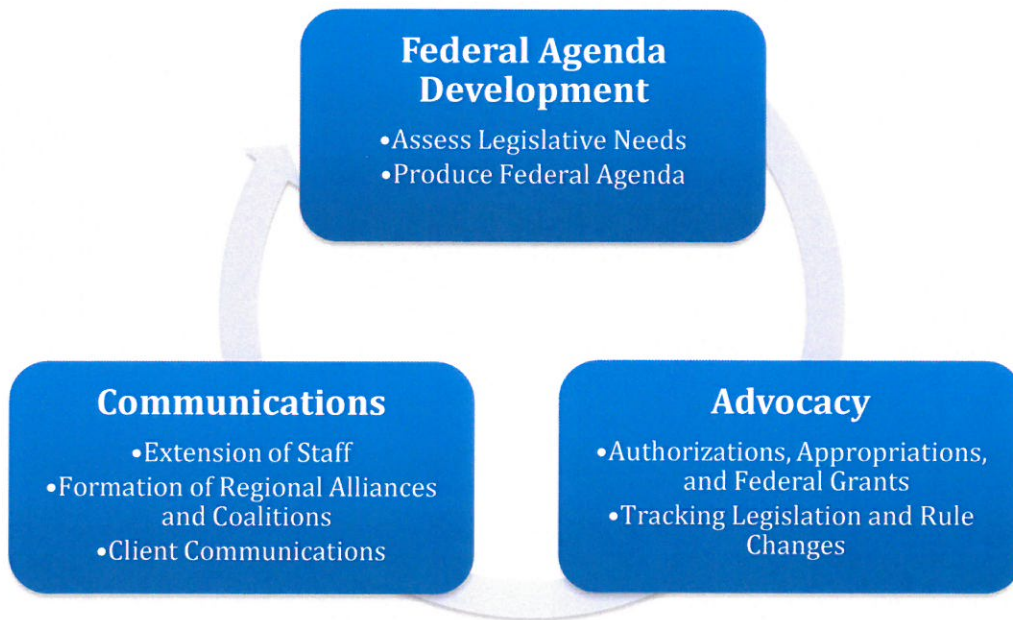 Federal Agenda
Development
•Assess Legislative Needs
•Produce Federal Agenda
Communications
•Extension of Staff
•Formation of Regional Alliances
and Coalitions
•Client Communications
Advocacy
•Authorizations, Appropriations,
and Federal Grants
•Tracking Legislation and Rule
Changes